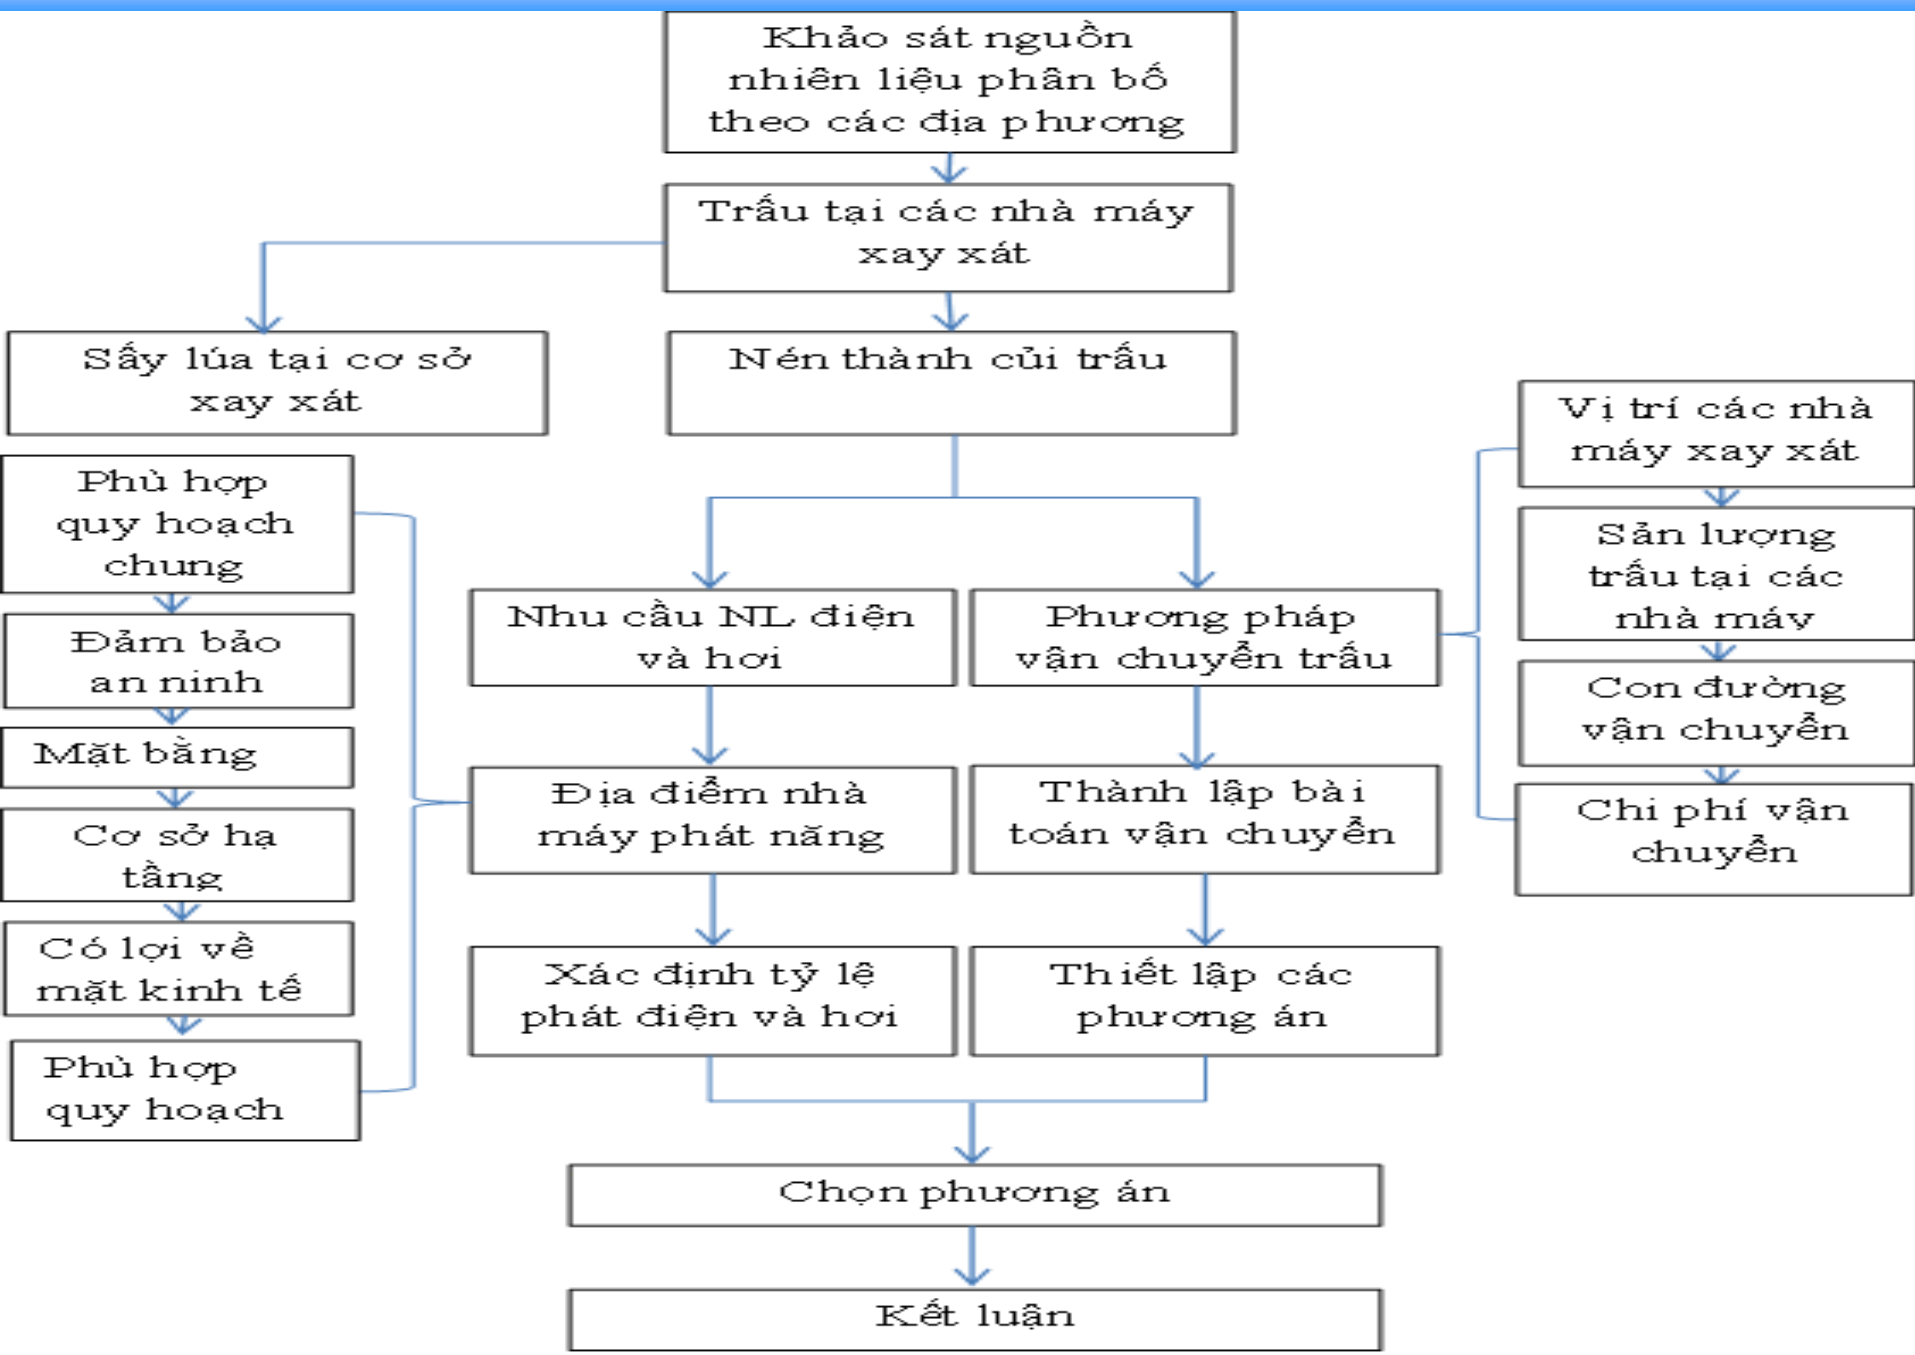 Khảo sát nguồn
nhiên liệu phân bố
theo các địa phương
Trấu tại các nhà máy
xay xát
Sấy lúa tại cơ sở
xay xát
Nén thành củi trấu
Vị trí các nhà
máy xay xát
Sản lượng
trấu tại các
nhà máy
Con đường
vận chuyển
Chi phí vận
chuyển
Phù hợp
quy hoạch
chung
Đảm bảo
an ninh
Mặt bằng
Cơ sở hạ
tầng
Có lợi về
mặt kinh tế
Phù hợp
quy hoạch
Nhu cầu NL điện
và hơi
Phương pháp
vận chuyển trấu
Địa điểm nhà
máy phát năng
Thành lập bài
toán vận chuyển
Xác định tỷ lệ
phát điện và hơi
Thiết lập các
phương án
Chọn phương án
Kết luận